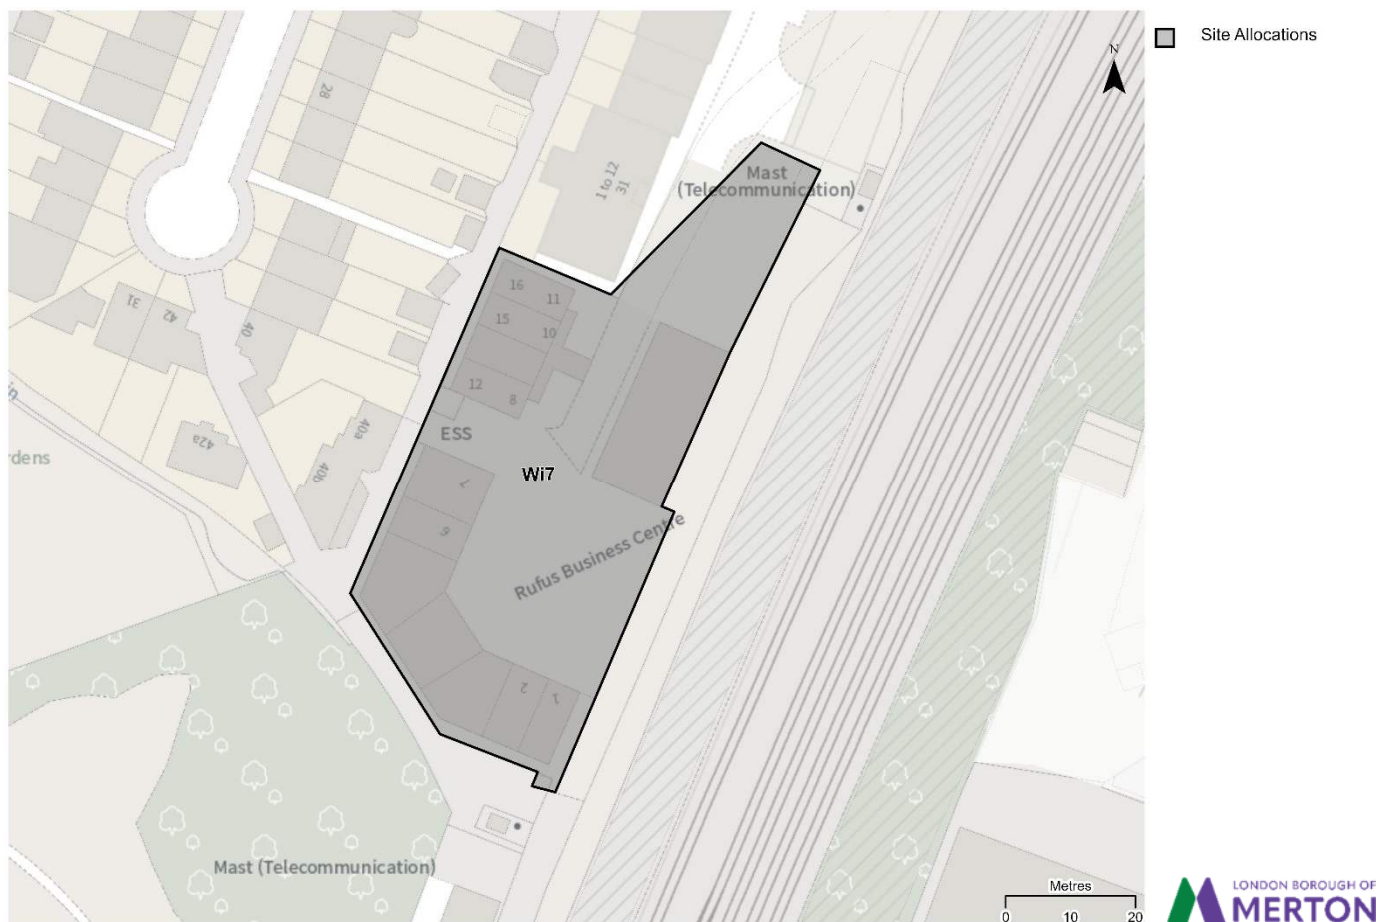 Site Allocations
N
28
1 to 12
31
Mast
(Telecommunication)
16
11
15
10
12
8
31
42
40
ESS
40a
42a
40b
Wi7
7
6
Rufus Business Centre
dens
in
2
1
Mast (Telecommunication)
Metres
0 10 20
LONDON BOROUGH OF
MERTON